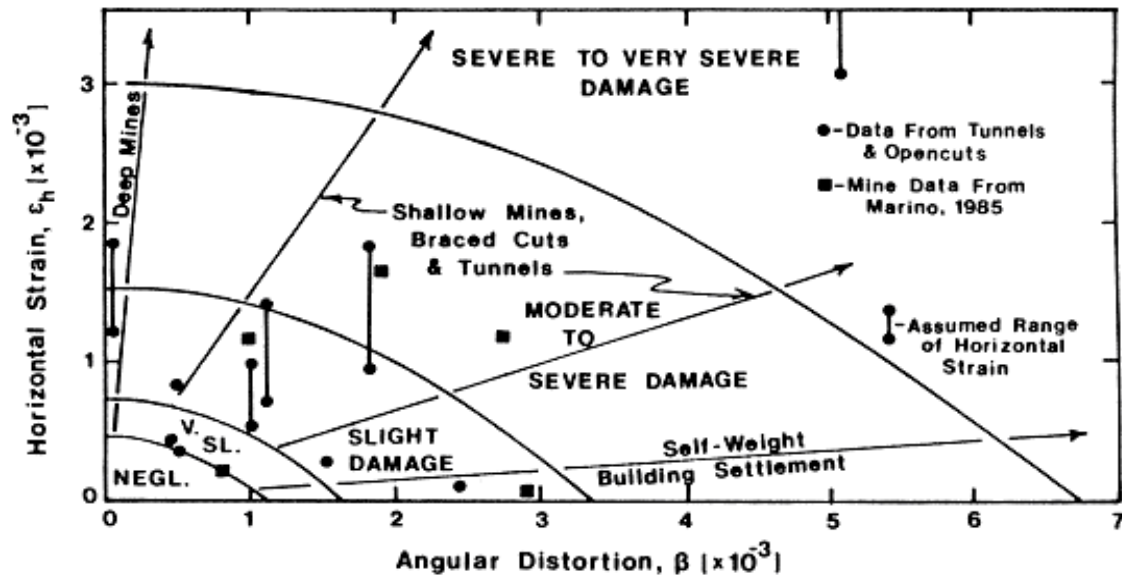 Horizontal Strain, εh [×10-3]
3
2
1
0
Deep Mines
SEVERE TO VERY SEVERE
DAMAGE
-Data From Tunnels
& Opencuts
-Mine Data From
Marino, 1985
Shallow Mines,
Braced Cuts
& Tunnels
MODERATE
TO
SEVERE DAMAGE
-Assumed Range
of Horizontal
Strain
V.
SL.
NEGL.
SLIGHT
DAMAGE
Self-Weight
Building Settlement
0 1 2 3 4 5 6 7
Angular Distortion, β [×10-3]